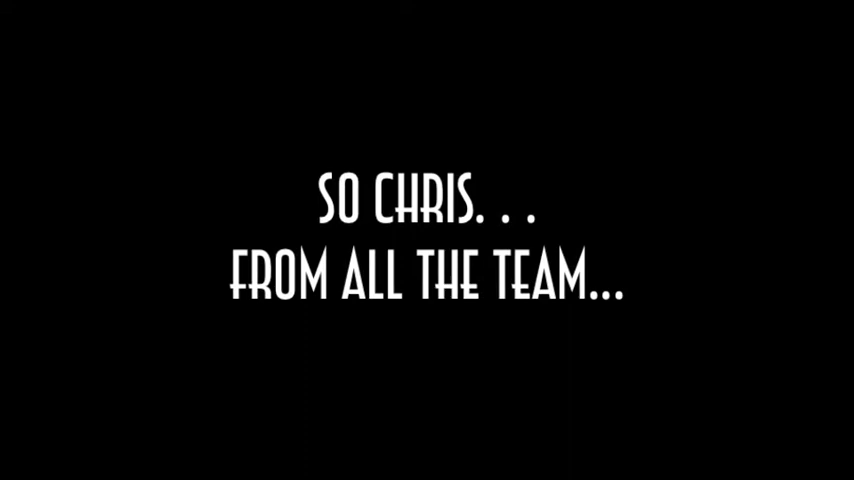 SO CHRIS. . .
FROM ALL THE TEAM...